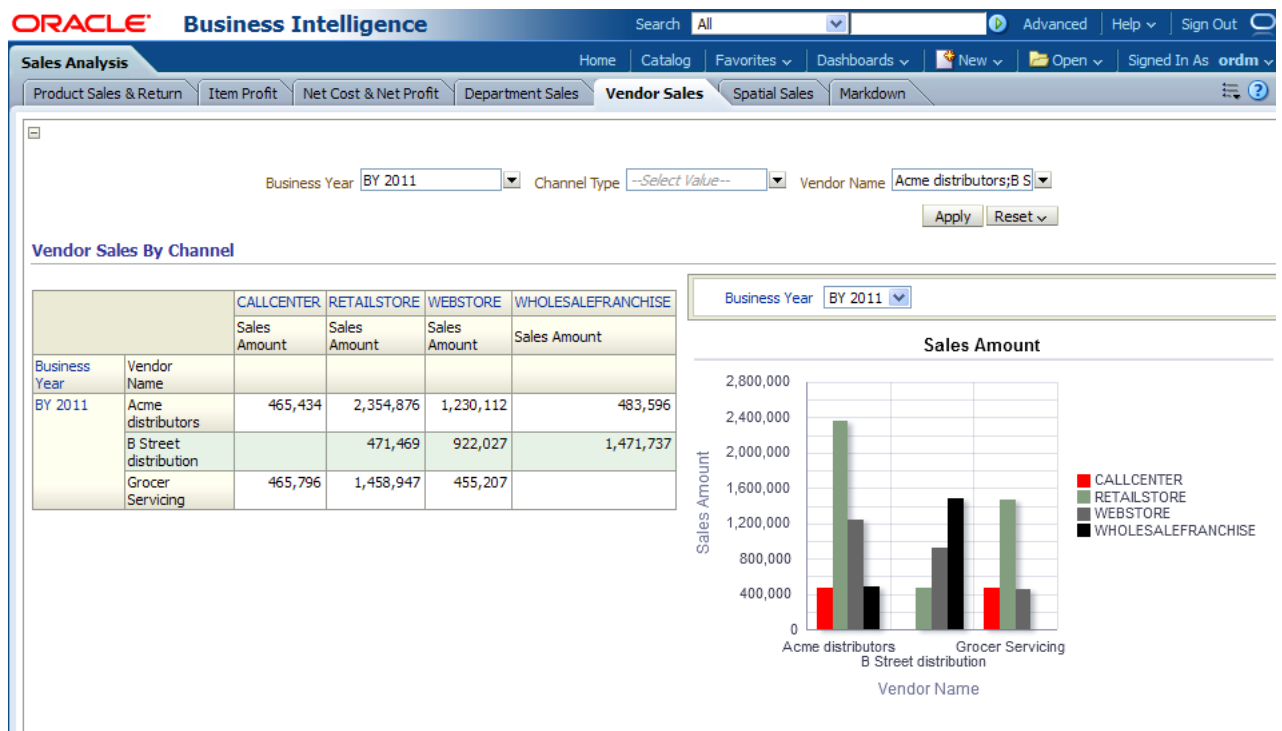 ORACLE Business Intelligence Search All Advanced Help Sign Out
Sales Analysis Home Catalog Favorites Dashboards New Open Signed In As ordm
Product Sales & Return Item Profit Net Cost & Net Profit Department Sales Vendor Sales Spatial Sales Markdown
Business Year BY 2011 Channel Type --Select Value-- Vendor Name Acme distributors;B S
Apply Reset
Vendor Sales By Channel
CALLCENTER RETAILSTORE WEBSTORE WHOLESALEFRANCHISE
Sales Amount Sales Amount Sales Amount Sales Amount
Business Year Vendor Name
BY 2011 Acme distributors 465,434 2,354,876 1,230,112 483,596
B Street distribution 471,469 922,027 1,471,737
Grocer Servicing 465,796 1,458,947 455,207
Business Year BY 2011
Sales Amount
Sales Amount
2,800,000
2,400,000
2,000,000
1,600,000
1,200,000
800,000
400,000
0
Acme distributors Grocer Servicing
B Street distribution
Vendor Name
CALLCENTER
RETAILSTORE
WEBSTORE
WHOLESALEFRANCHISE